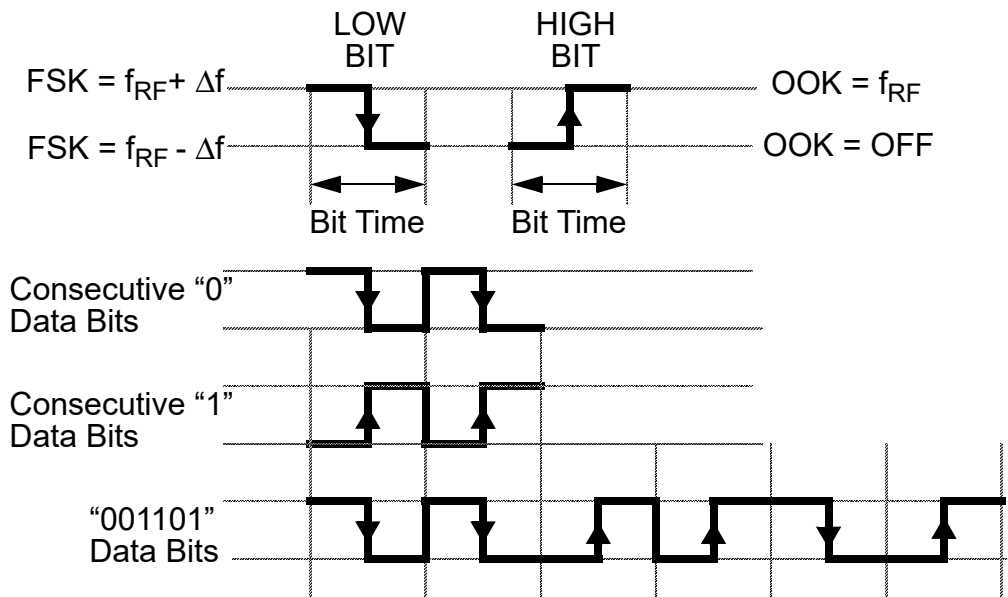 LOW
BIT
HIGH
BIT
FSK = fRF+ Δf
OOK = fRF
FSK = fRF - Δf
OOK = OFF
Bit Time
Bit Time
Consecutive “0”
Data Bits
Consecutive “1”
Data Bits
“001101”
Data Bits